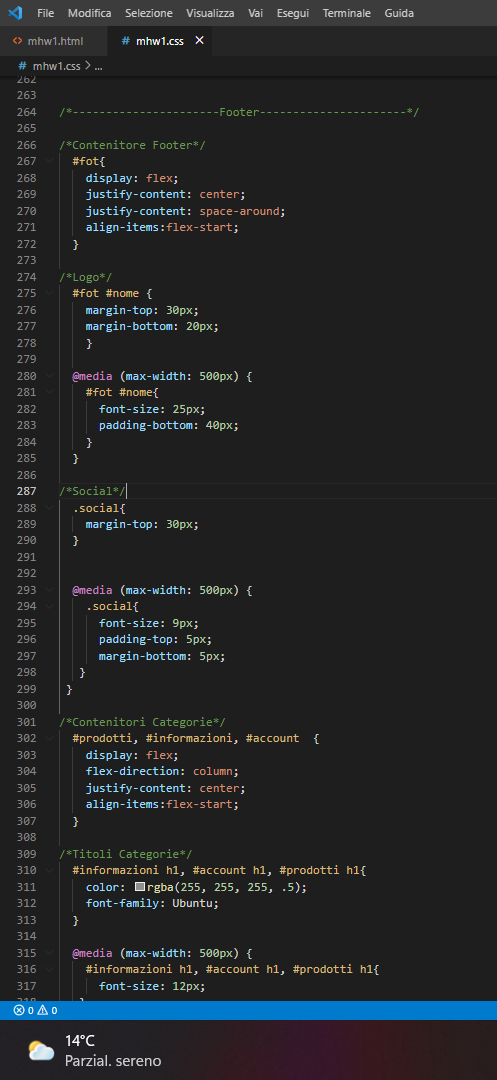 File Modifica Selezione Visualizza Vai Esegui Terminale Guida
<> mhw1.html # mhw1.css ×
# mhw1.css > ...
262
263
264 /*----------------------Footer----------------------*/
265
266 /*Contenitore Footer*/
267 #fot{
268 display: flex;
269 justify-content: center;
270 justify-content: space-around;
271 align-items:flex-start;
272 }
273
274 /*Logo*/
275 #fot #nome {
276 margin-top: 30px;
277 margin-bottom: 20px;
278 }
279
280 @media (max-width: 500px) {
281 #fot #nome{
282 font-size: 25px;
283 padding-bottom: 40px;
284 }
285 }
286
287 /*Social*/
288 .social{
289 margin-top: 30px;
290 }
291
292
293 @media (max-width: 500px) {
294 .social{
295 font-size: 9px;
296 padding-top: 5px;
297 margin-bottom: 5px;
298 }
299 }
300
301 /*Contenitori Categorie*/
302 #prodotti, #informazioni, #account  {
303 display: flex;
304 flex-direction: column;
305 justify-content: center;
306 align-items:flex-start;
307 }
308
309 /*Titoli Categorie*/
310 #informazioni h1, #account h1, #prodotti h1{
311 color: rgba(255, 255, 255, .5);
312 font-family: Ubuntu;
313 }
314
315 @media (max-width: 500px) {
316 #informazioni h1, #account h1, #prodotti h1{
317 font-size: 12px;
318 }
0 0
14°C
Parzial. sereno